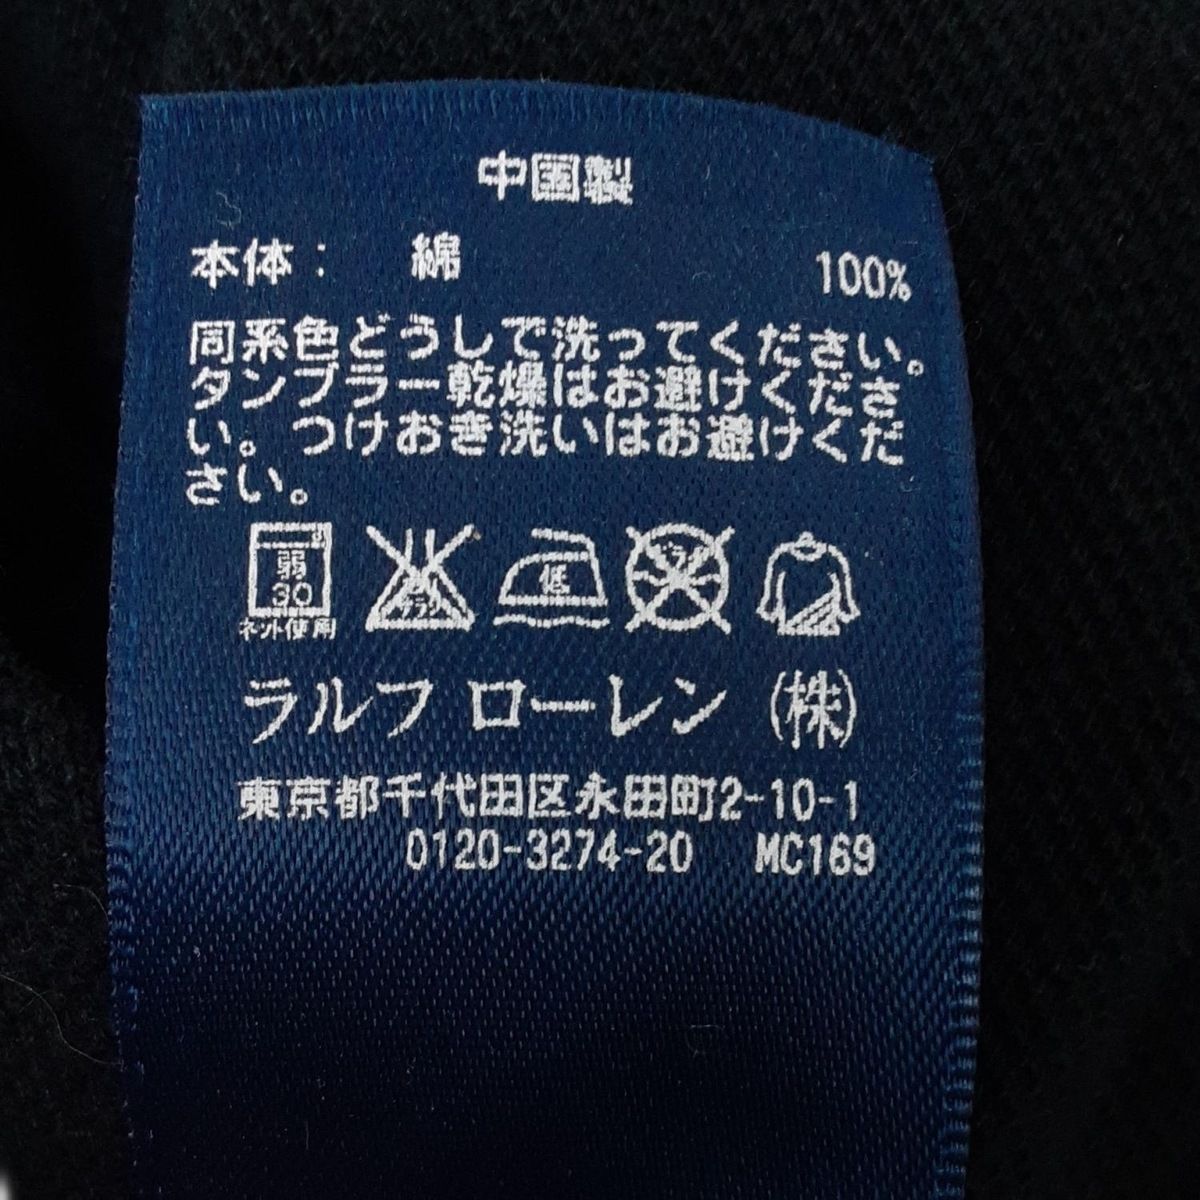 中国製
本体： 綿 100%
同系色どうしで洗ってください。
タンブラー乾燥はお避けくださ
い。つけおき洗いはお避けくだ
さい。
弱
30
ネット使用
低
ラルフ ローレン (株)
東京都千代田区永田町2-10-1
0120-3274-20 MC169